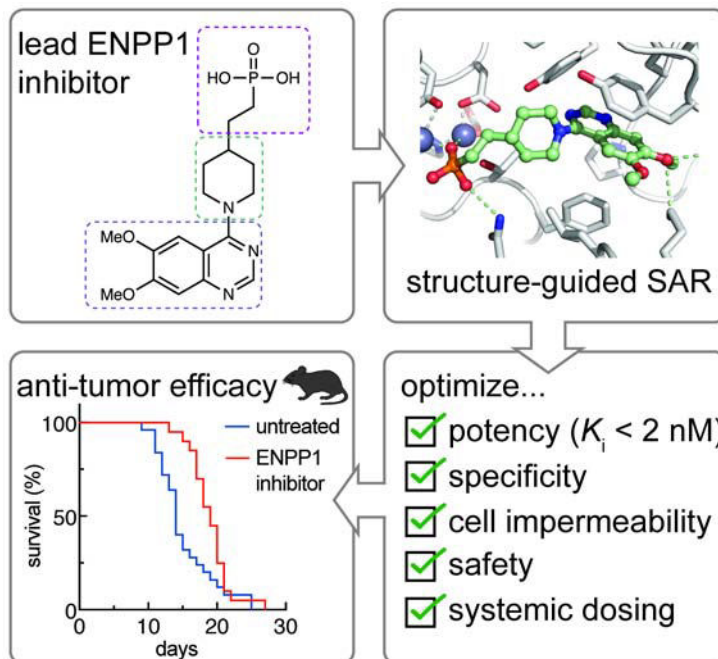 lead ENPP1
inhibitor
O
HO
P
OH
N
MeO
N
MeO
N
N
structure-guided SAR
optimize...
potency (Ki < 2 nM)
specificity
cell impermeability
safety
systemic dosing
anti-tumor efficacy
100
50
0
survival (%)
untreated
ENPP1
inhibitor
0
10
20
30
days